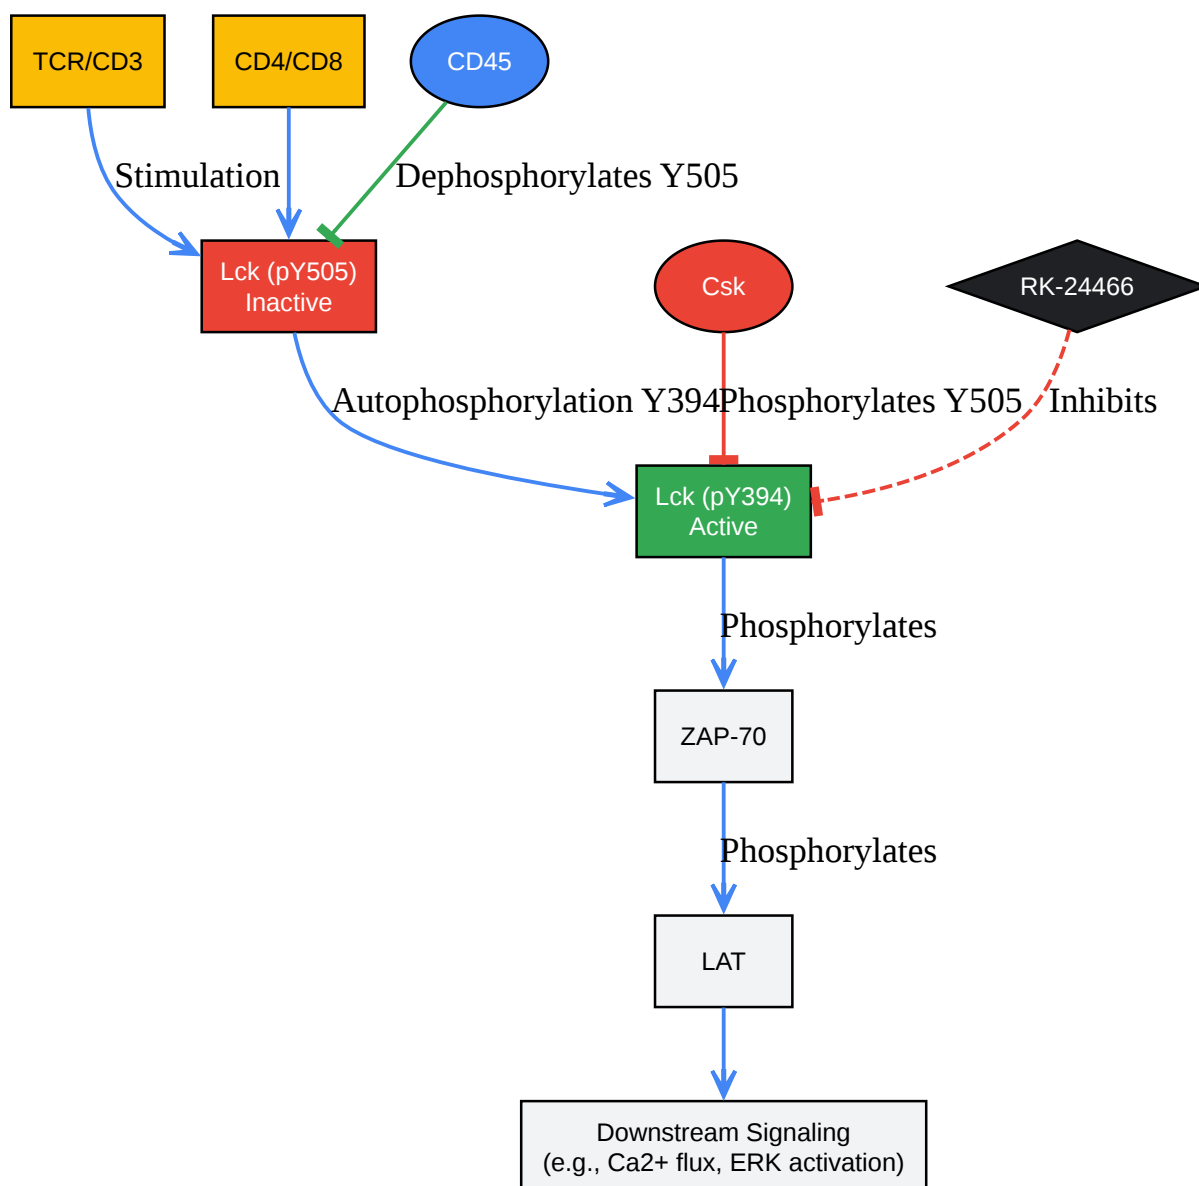 TCR/CD3
CD4/CD8
CD45
Stimulation
Dephosphorylates Y505
Lck (pY505)
Inactive
Csk
RK-24466
Autophosphorylation Y394
Phosphorylates Y505
Inhibits
Lck (pY394)
Active
Phosphorylates
ZAP-70
Phosphorylates
LAT
Downstream Signaling
(e.g., Ca2+ flux, ERK activation)